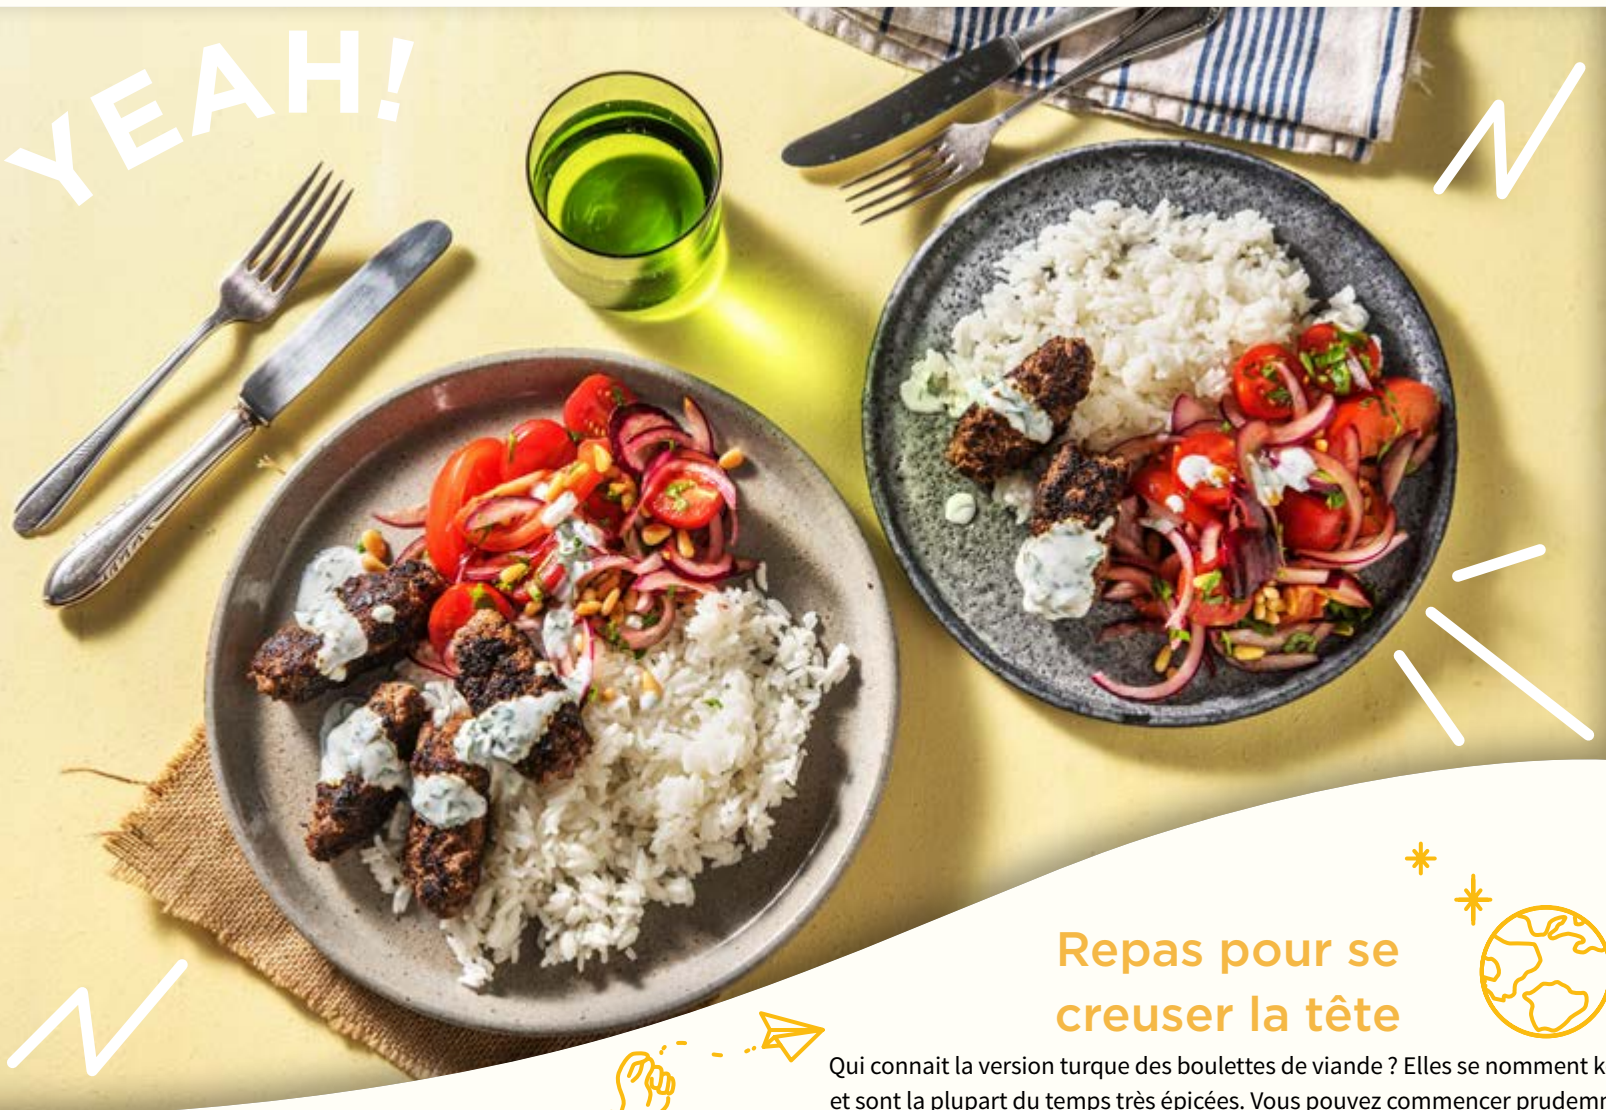 YEAH!
Repas pour se
creuser la tête
Qui connait la version turque des boulettes de viande ? Elles se nomment
et sont la plupart du temps très épicées. Vous pouvez commencer